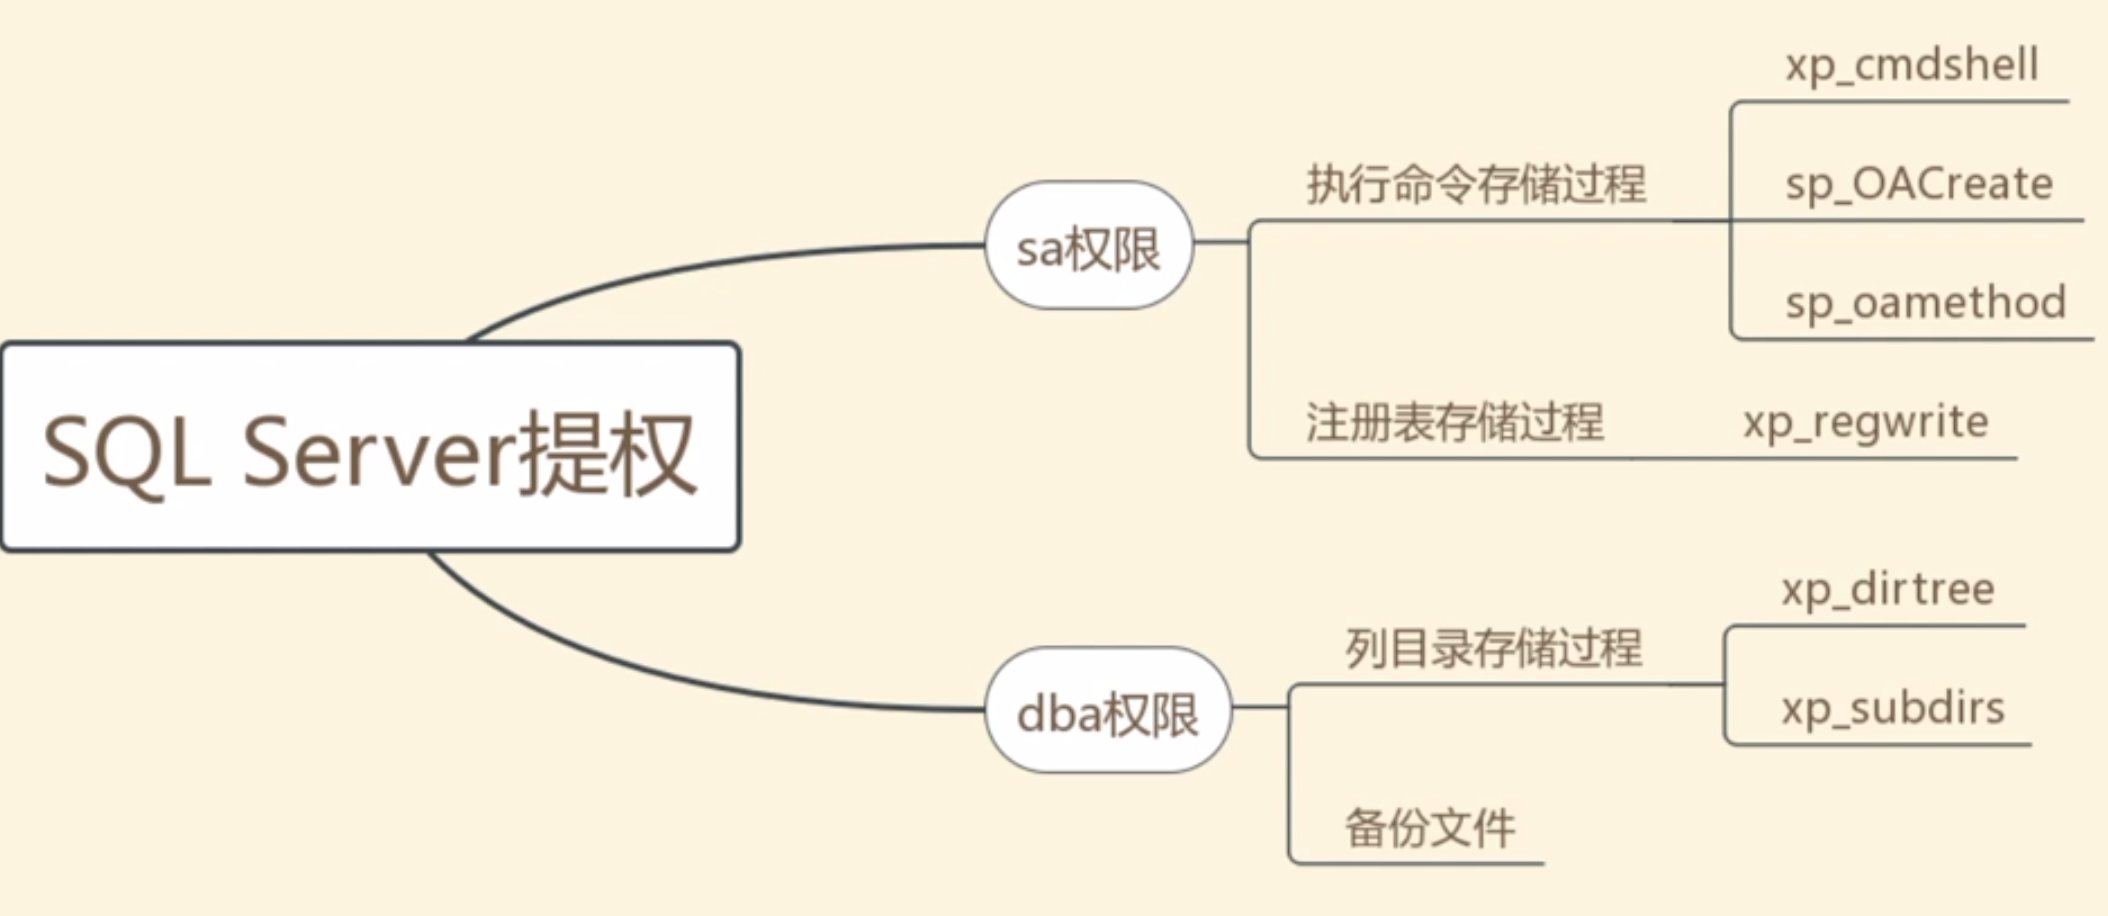 SQL Server提权
sa权限
执行命令存储过程
xp_cmdshell
sp_OACreate
sp_oamethod
注册表存储过程
xp_regwrite
dba权限
列目录存储过程
xp_dirtree
xp_subdirs
备份文件